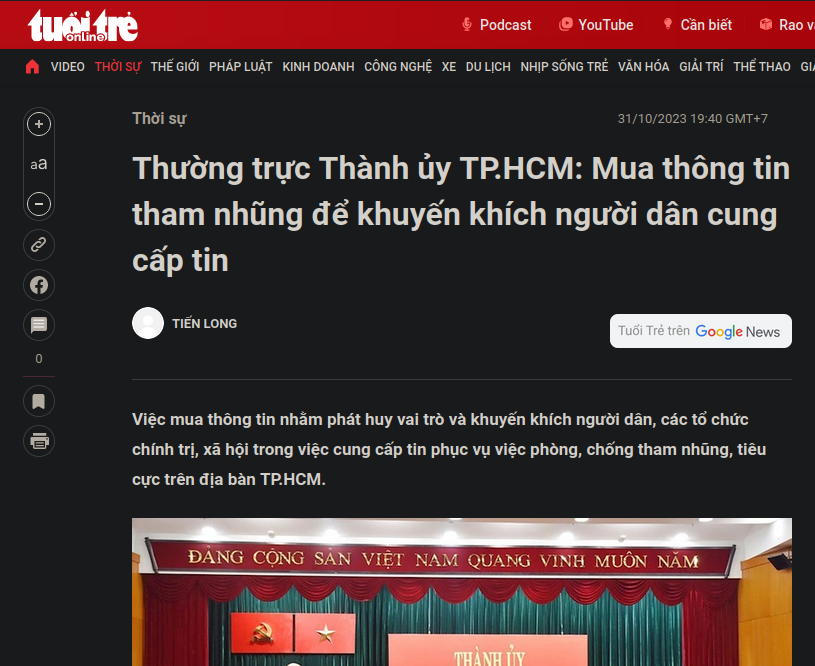 tuổi trẻ
online
Podcast YouTube Cần biết Rao
VIDEO THỜI SỰ THẾ GIỚI PHÁP LUẬT KINH DOANH CÔNG NGHỆ XE DU LỊCH NHỊP SỐNG TRẺ VĂN HÓA GIẢI TRÍ THỂ THAO
Thời sự 31/10/2023 19:40 GMT+7
aA
Thường trực Thành ủy TP.HCM: Mua thông tin
tham nhũng để khuyến khích người dân cung
cấp tin
TIẾN LONG
Tuổi Trẻ trên Google News
0
Việc mua thông tin nhằm phát huy vai trò và khuyến khích người dân, các tổ chức
chính trị, xã hội trong việc cung cấp tin phục vụ việc phòng, chống tham nhũng, tiêu
cực trên địa bàn TP.HCM.
ĐẢNG CỘNG SẢN VIỆT NAM QUANG VINH MUÔN NĂM
THÀNH ỦY